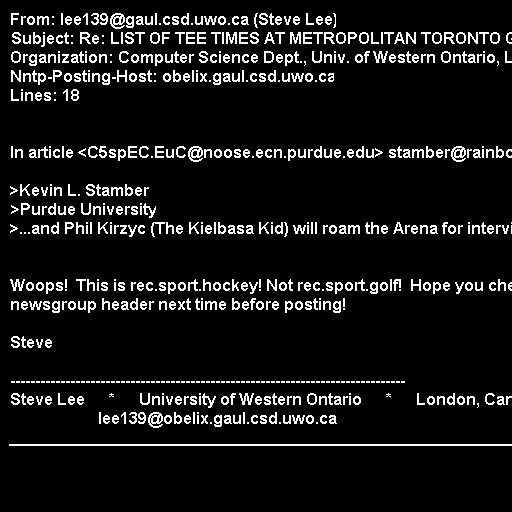 From: lee139@gaul.csd.uwo.ca (Steve Lee)
Subject: Re: LIST OF TEE TIMES AT METROPOLITAN TORONTO
Organization: Computer Science Dept., Univ. of Western Ontario,
Nntp-Posting-Host: obelix.gaul.csd.uwo.ca
Lines: 18
In article <C5spEC.EuC@noose.ecn.purdue.edu> stamber@rainbo
>Kevin L. Stamber
>Purdue University
>...and Phil Kirzyc (The Kielbasa Kid) will roam the Arena for intervi
Woops!  This is rec.sport.hockey! Not rec.sport.golf!  Hope you che
newsgroup header next time before posting!
Steve
-------------------------------------------------------------------------------
Steve Lee     *     University of Western Ontario     *     London, Can
lee139@obelix.gaul.csd.uwo.ca